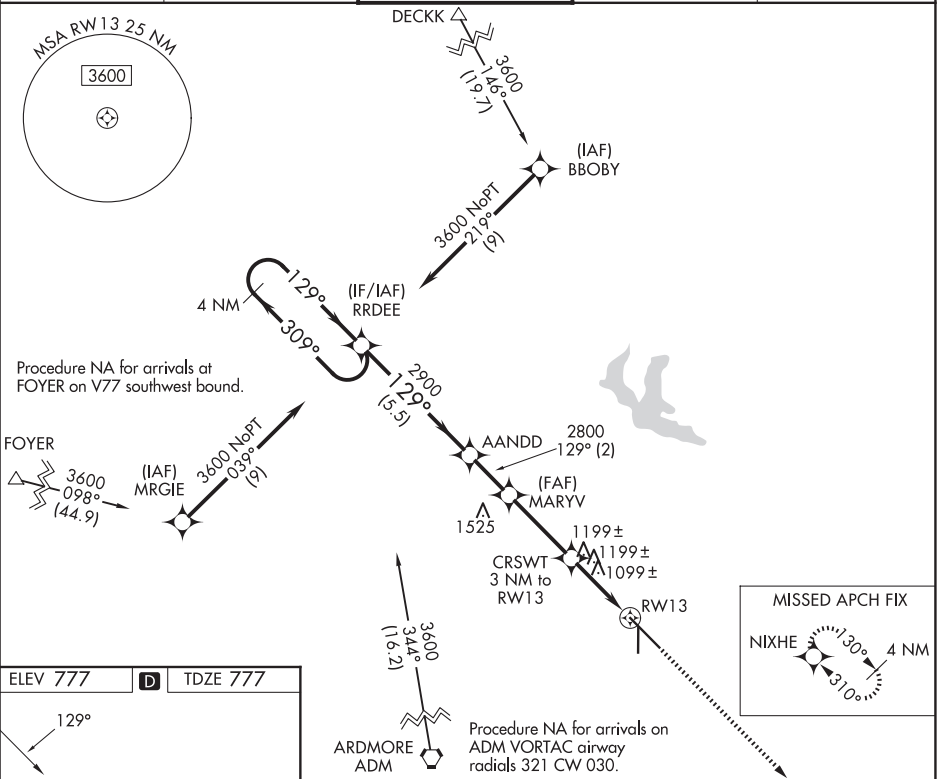 MSA RW13 25 NM
3600
DECKK
3600
146°
(19.7)
(IAF)
BBOBY
3600 NoPT
219°
(9)
4 NM
129°
309°
(IF/IAF)
RRDEE
Procedure NA for arrivals at
FOYER on V77 southwest bound.
2900
129°
(5.5)
FOYER
3600
098°
(44.9)
(IAF)
MRGIE
3600 NoPT
039°
(9)
AANDD
2800
129° (2)
(FAF)
MARYV
1525
1199±
1199±
1099±
CRSWT
3 NM to
RW13
RW13
3600
344°
(16.2)
MISSED APCH FIX
NIXHE
130°
310°
4 NM
ELEV 777 D TDZE 777
129°
ARDMORE
ADM
Procedure NA for arrivals on
ADM VORTAC airway
radials 321 CW 030.